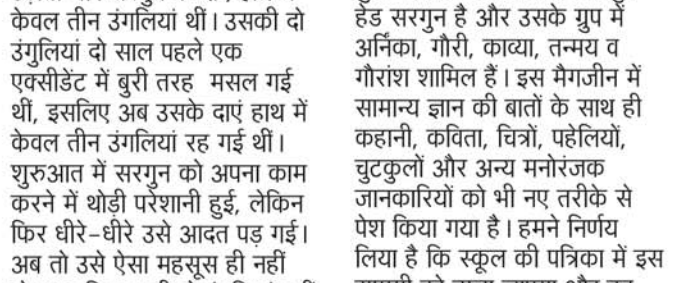 केवल तीन उंगलियां थीं। उसकी दो
उंगुलियां दो साल पहले एक
एक्सीडेंट में बुरी तरह मसल गई
थीं, इसलिए अब उसके दाएं हाथ में
केवल तीन उंगलियां रह गई थीं।
शुरुआत में सरगुन को अपना काम
करने में थोड़ी परेशानी हुई, लेकिन
फिर धीरे-धीरे उसे आदत पड़ गई।
अब तो उसे ऐसा महसूस ही नहीं
हेड सरगुन है और उसके ग्रुप में
अर्निका, गौरी, काव्या, तन्मय व
गौरांश शामिल हैं। इस मैगजीन में
सामान्य ज्ञान की बातों के साथ ही
कहानी, कविता, चित्रों, पहेलियों,
चुटकुलों और अन्य मनोरंजक
जानकारियों को भी नए तरीके से
पेश किया गया है। हमने निर्णय
लिया है कि स्कूल की पत्रिका में इस